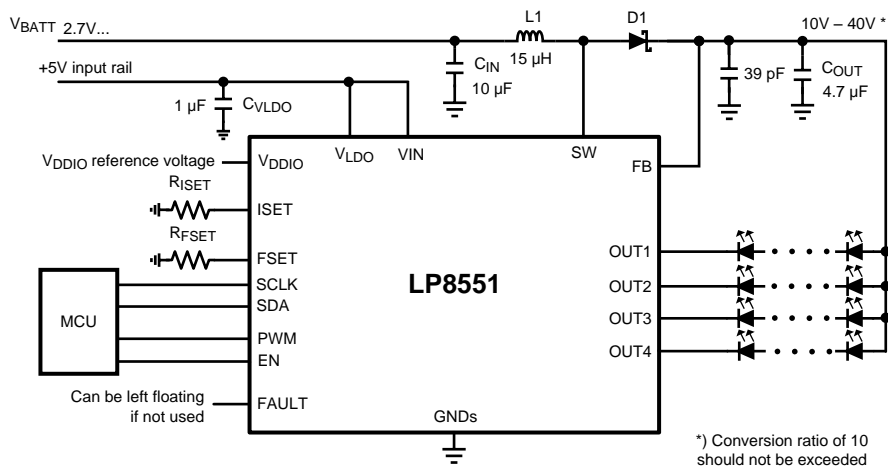 VBATT 2.7V...
L1
D1
10V – 40V *
15 µH
CIN
10 µF
39 pF
COUT
4.7 µF
+5V input rail
1 µF
CVLDO
VDDIO reference voltage
VDDIO
VLDO
VIN
SW
FB
RISET
ISET
RFSET
FSET
SCLK
SDA
MCU
PWM
EN
LP8551
OUT1
OUT2
OUT3
OUT4
Can be left floating
if not used
FAULT
GNDs
*) Conversion ratio of 10
should not be exceeded